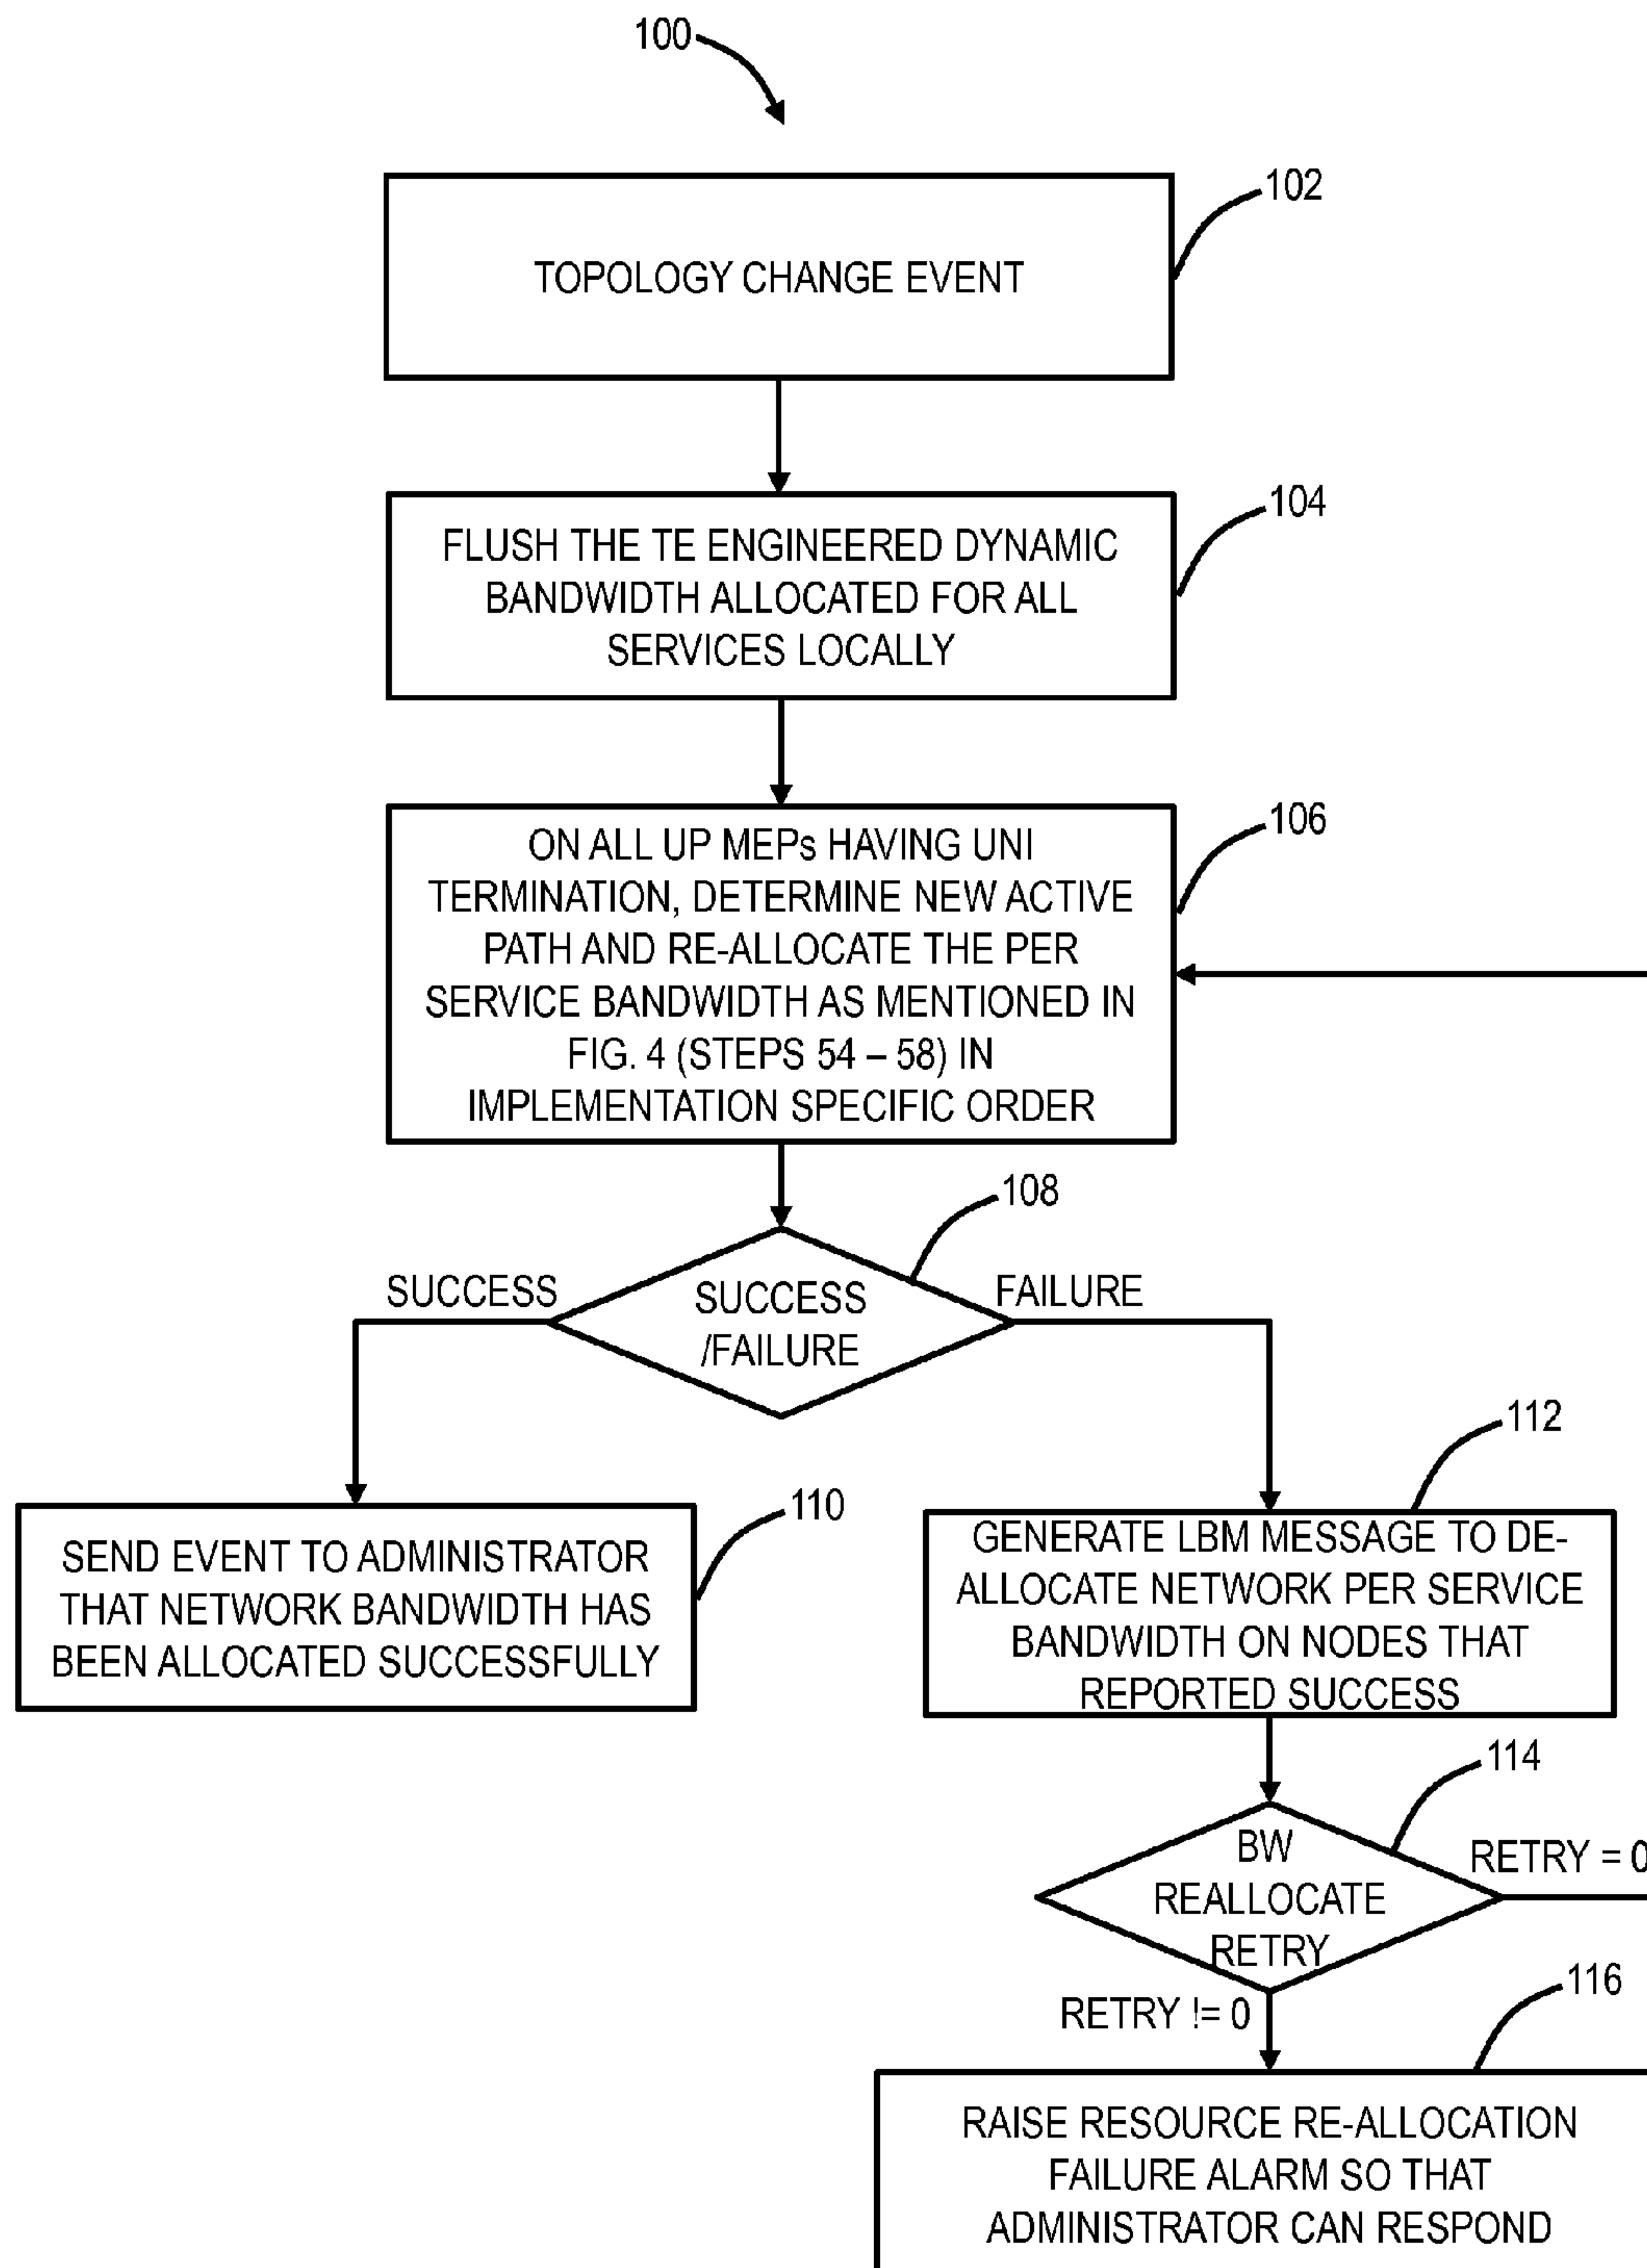 100
102
TOPOLOGY CHANGE EVENT
104
FLUSH THE TE ENGINEERED DYNAMIC
BANDWIDTH ALLOCATED FOR ALL
SERVICES LOCALLY
106
ON ALL UP MEPs HAVING UNI
TERMINATION, DETERMINE NEW ACTIVE
PATH AND RE-ALLOCATE THE PER
SERVICE BANDWIDTH AS MENTIONED IN
FIG. 4 (STEPS 54 – 58) IN
IMPLEMENTATION SPECIFIC ORDER
108
SUCCESS
SUCCESS
/FAILURE
FAILURE
110
SEND EVENT TO ADMINISTRATOR
THAT NETWORK BANDWIDTH HAS
BEEN ALLOCATED SUCCESSFULLY
112
GENERATE LBM MESSAGE TO DE-
ALLOCATE NETWORK PER SERVICE
BANDWIDTH ON NODES THAT
REPORTED SUCCESS
114
BW
REALLOCATE
RETRY
RETRY = 0
RETRY != 0
116
RAISE RESOURCE RE-ALLOCATION
FAILURE ALARM SO THAT
ADMINISTRATOR CAN RESPOND